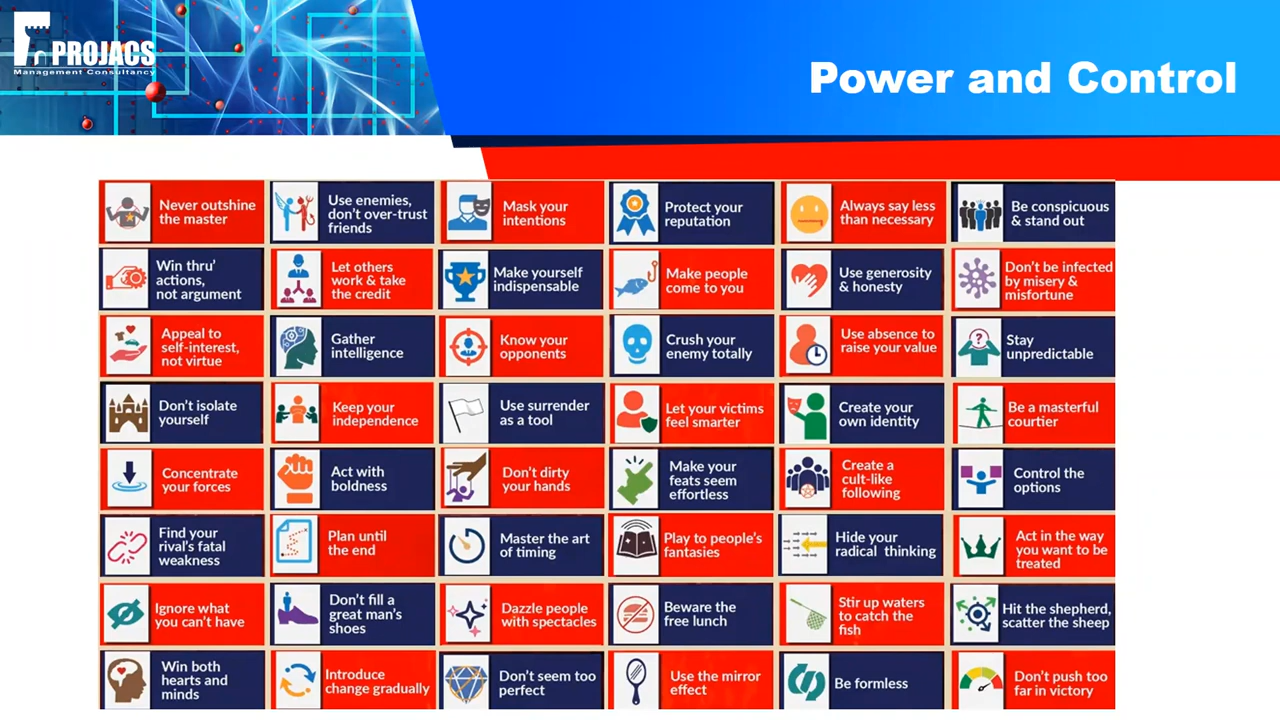 PROJACS
Management Consultancy
Power and Control
Never outshine
the master
Use enemies,
don't over-trust
friends
Mask your
intentions
Protect your
reputation
Always say less
than necessary
Be conspicuous
& stand out
Win thru'
actions,
not argument
Let others
work & take
the credit
Make yourself
indispensable
Make people
come to you
Use generosity
& honesty
Don't be infected
by misery &
misfortune
Appeal to
self-interest,
not virtue
Gather
intelligence
Know your
opponents
Crush your
enemy totally
Use absence to
raise your value
Stay
unpredictable
Don't isolate
yourself
Keep your
independence
Use surrender
as a tool
Let your victims
feel smarter
Create your
own identity
Be a masterful
courtier
Concentrate
your forces
Act with
boldness
Don't dirty
your hands
Make your
feats seem
effortless
Create a
cult-like
following
Control the
options
Find your
rival's fatal
weakness
Plan until
the end
Master the art
of timing
Play to people's
fantasies
Hide your
radical thinking
Act in the way
you want to be
treated
Ignore what
you can't have
Don't fill a
great man's
shoes
Dazzle people
with spectacles
Beware the
free lunch
Stir up waters
to catch the
fish
Hit the shepherd,
scatter the sheep
Win both
hearts and
minds
Introduce
change gradually
Don't seem too
perfect
Use the mirror
effect
Be formless
Don't push too
far in victory